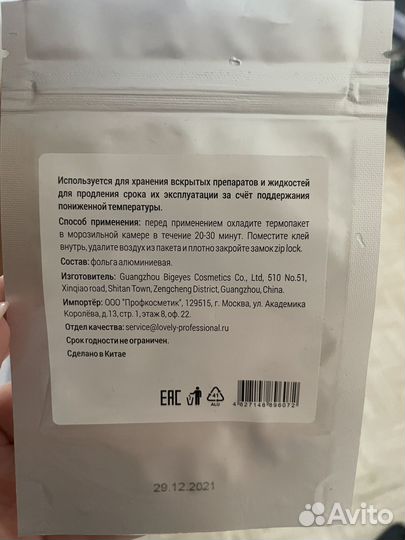 Используется для хранения вскрытых препаратов и жидкостей
для продления срока их эксплуатации за счёт поддержания
пониженной температуры.
Способ применения: перед применением охладите термопакет
в морозильной камере в течение 20-30 минут. Поместите клей
внутрь, удалите воздух из пакета и плотно закройте замок zip lock.
Состав: фольга алюминиевая.
Изготовитель: Guangzhou Bigeyes Cosmetics Co., Ltd, 510 No.51,
Xinqiao road, Shitan Town, Zengcheng District, Guangzhou, China.
Импортёр: ООО "Профкосметик", 129515, г. Москва, ул. Академика
Королёва, д.13, стр. 1, этаж 8, оф. 22.
Отдел качества: service@lovely-professional.ru
Срок годности не ограничен.
Сделано в Китае
EAC 41 ALU
4627146896072
29.12.2021
Avito